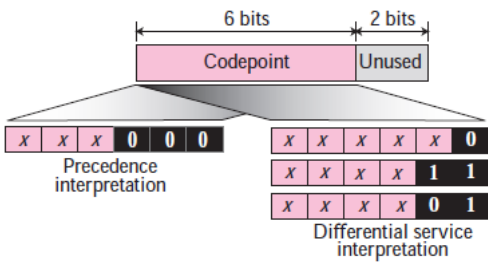 6 bits 2 bits
Codepoint Unused
x x x 0 0 0
Precedence
interpretation
x x x x x 0
x x x x 1 1
x x x x 0 1
Differential service
interpretation